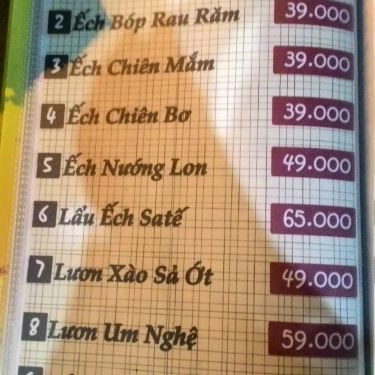 2 Ếch Bóp Rau Răm 39.000
3 Ếch Chiên Mắm 39.000
4 Ếch Chiên Bơ 39.000
5 Ếch Nướng Lon 49.000
6 Lẩu Ếch Satế 65.000
7 Lươn Xào Sả Ớt 49.000
8 Lươn Um Nghệ 59.000